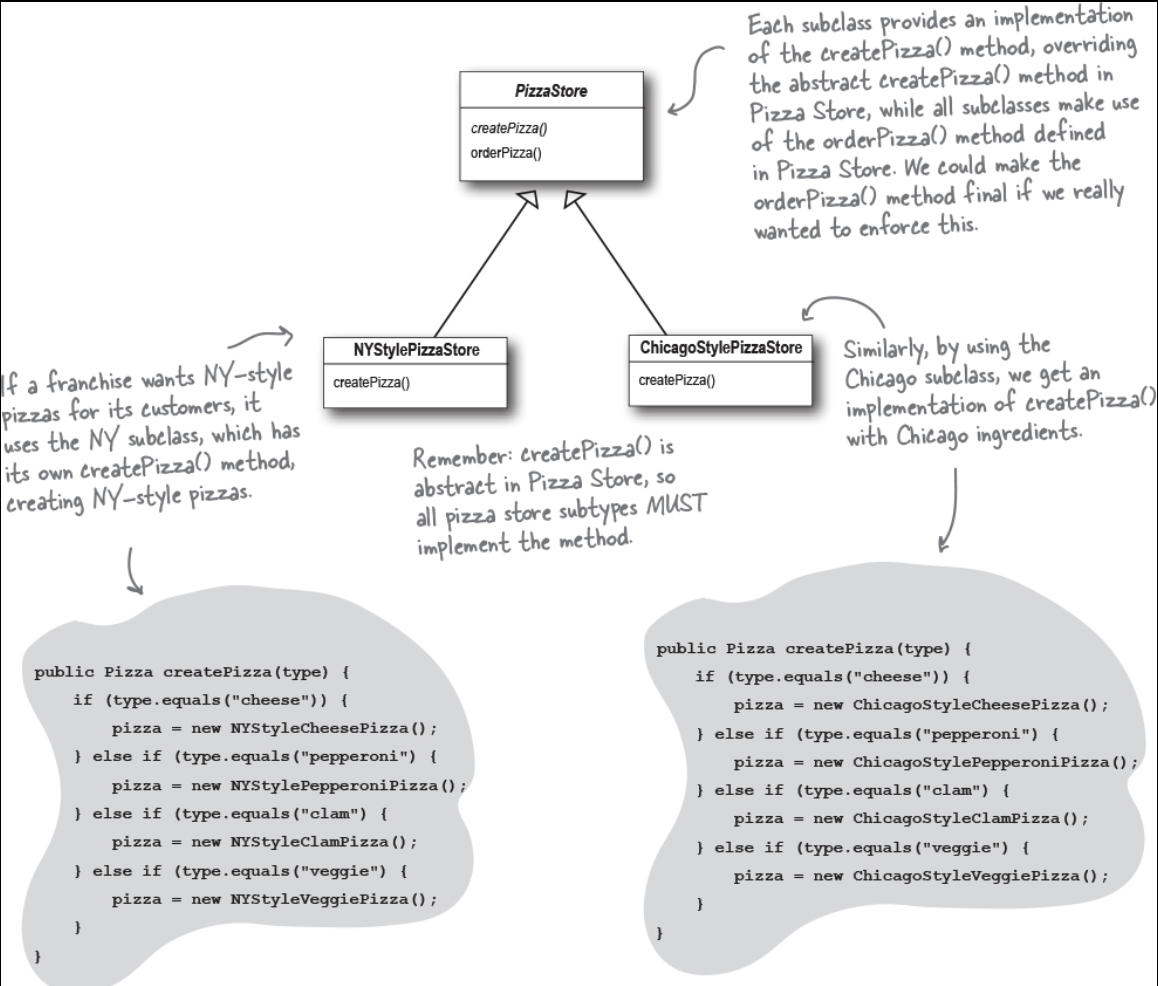 Each subclass provides an implementation
of the createPizza() method, overriding
the abstract createPizza() method in
Pizza Store, while all subclasses make use
of the orderPizza() method defined
in Pizza Store. We could make the
orderPizza() method final if we really
wanted to enforce this.
PizzaStore
createPizza()
orderPizza()
NYStylePizzaStore
createPizza()
ChicagoStylePizzaStore
createPizza()
If a franchise wants NY-style
pizzas for its customers, it
uses the NY subclass, which has
its own createPizza() method,
creating NY-style pizzas.
Remember: createPizza() is
abstract in Pizza Store, so
all pizza store subtypes MUST
implement the method.
Similarly, by using the
Chicago subclass, we get an
implementation of createPizza()
with Chicago ingredients.
public Pizza createPizza(type) {
    if (type.equals("cheese")) {
        pizza = new NYStyleCheesePizza();
    } else if (type.equals("pepperoni") {
        pizza = new NYStylePepperoniPizza();
    } else if (type.equals("clam") {
        pizza = new NYStyleClamPizza();
    } else if (type.equals("veggie") {
        pizza = new NYStyleVeggiePizza();
    }
}
public Pizza createPizza(type) {
    if (type.equals("cheese")) {
        pizza = new ChicagoStyleCheesePizza();
    } else if (type.equals("pepperoni") {
        pizza = new ChicagoStylePepperoniPizza();
    } else if (type.equals("clam") {
        pizza = new ChicagoStyleClamPizza();
    } else if (type.equals("veggie") {
        pizza = new ChicagoStyleVeggiePizza();
    }
}